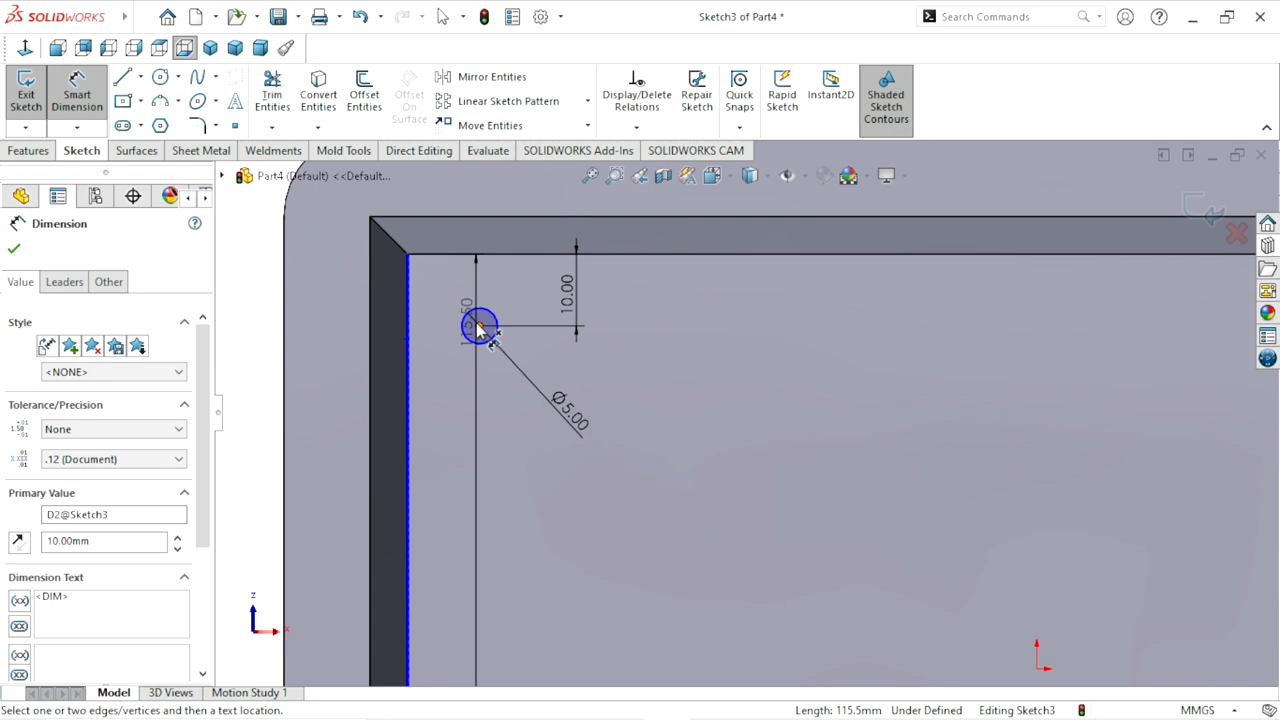 SOLIDWORKS
Sketch3 of Part4 *
Search Commands
Exit
Sketch
Smart
Dimension
Trim
Entities
Convert
Entities
Offset
Entities
Offset
On
Surface
Mirror Entities
Linear Sketch Pattern
Move Entities
Display/Delete
Relations
Repair
Sketch
Quick
Snaps
Rapid
Sketch
Instant2D
Shaded
Sketch
Contours
Features
Sketch
Surfaces
Sheet Metal
Weldments
Mold Tools
Direct Editing
Evaluate
SOLIDWORKS Add-Ins
SOLIDWORKS CAM
Part4 (Default) <<Default...
Dimension
Value
Leaders
Other
Style
<NONE>
Tolerance/Precision
None
.12 (Document)
Primary Value
D2@Sketch3
10.00mm
Dimension Text
<DIM>
10.00
Ø5.00
z
x
Model
3D Views
Motion Study 1
Select one or two edges/vertices and then a text location.
Length: 115.5mm
Under Defined
Editing Sketch3
MMGS